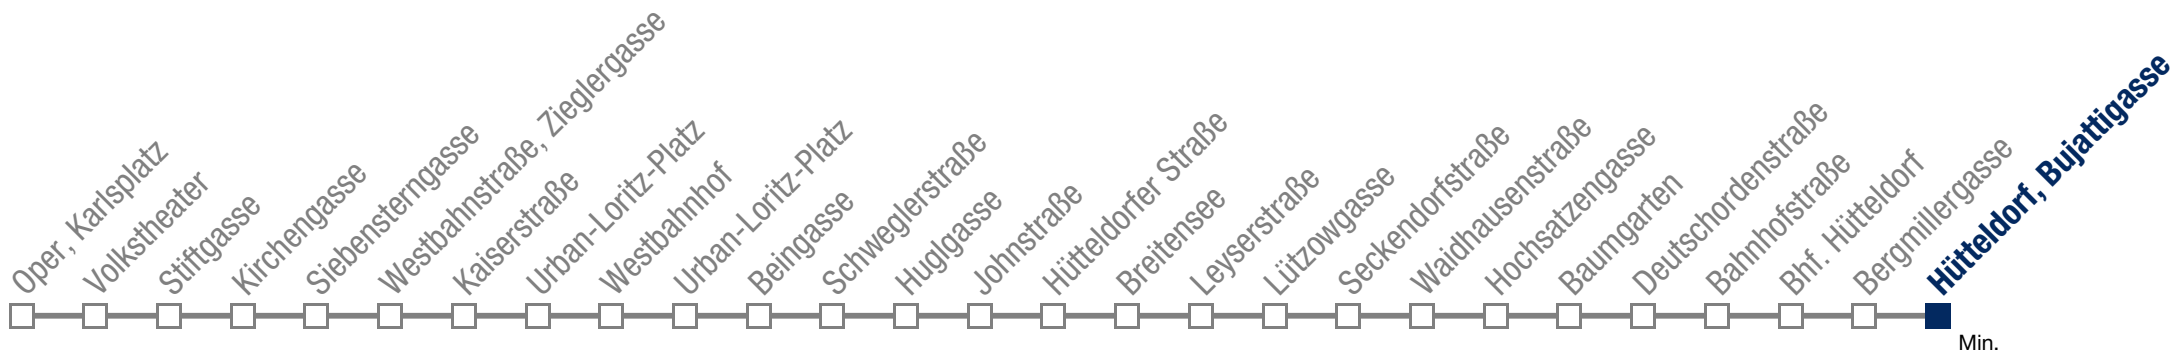 Oper, Karlsplatz
Volkstheater
Stiftgasse
Kirchengasse
Siebensterngasse
Westbahnstraße, Zieglergasse
Kaiserstraße
Urban-Loritz-Platz
Westbahnhof
Urban-Loritz-Platz
Beingasse
Schweglerstraße
Huglgasse
Johnstraße
Hütteldorfer Straße
Breitensee
Leyserstraße
Lützowgasse
Seckendorfstraße
Waidhausenstraße
Hochsatzengasse
Baumgarten
Deutschordenstraße
Bahnhofstraße
Bhf. Hütteldorf
Bergmillergasse
Hütteldorf, Bujattigasse
Min.